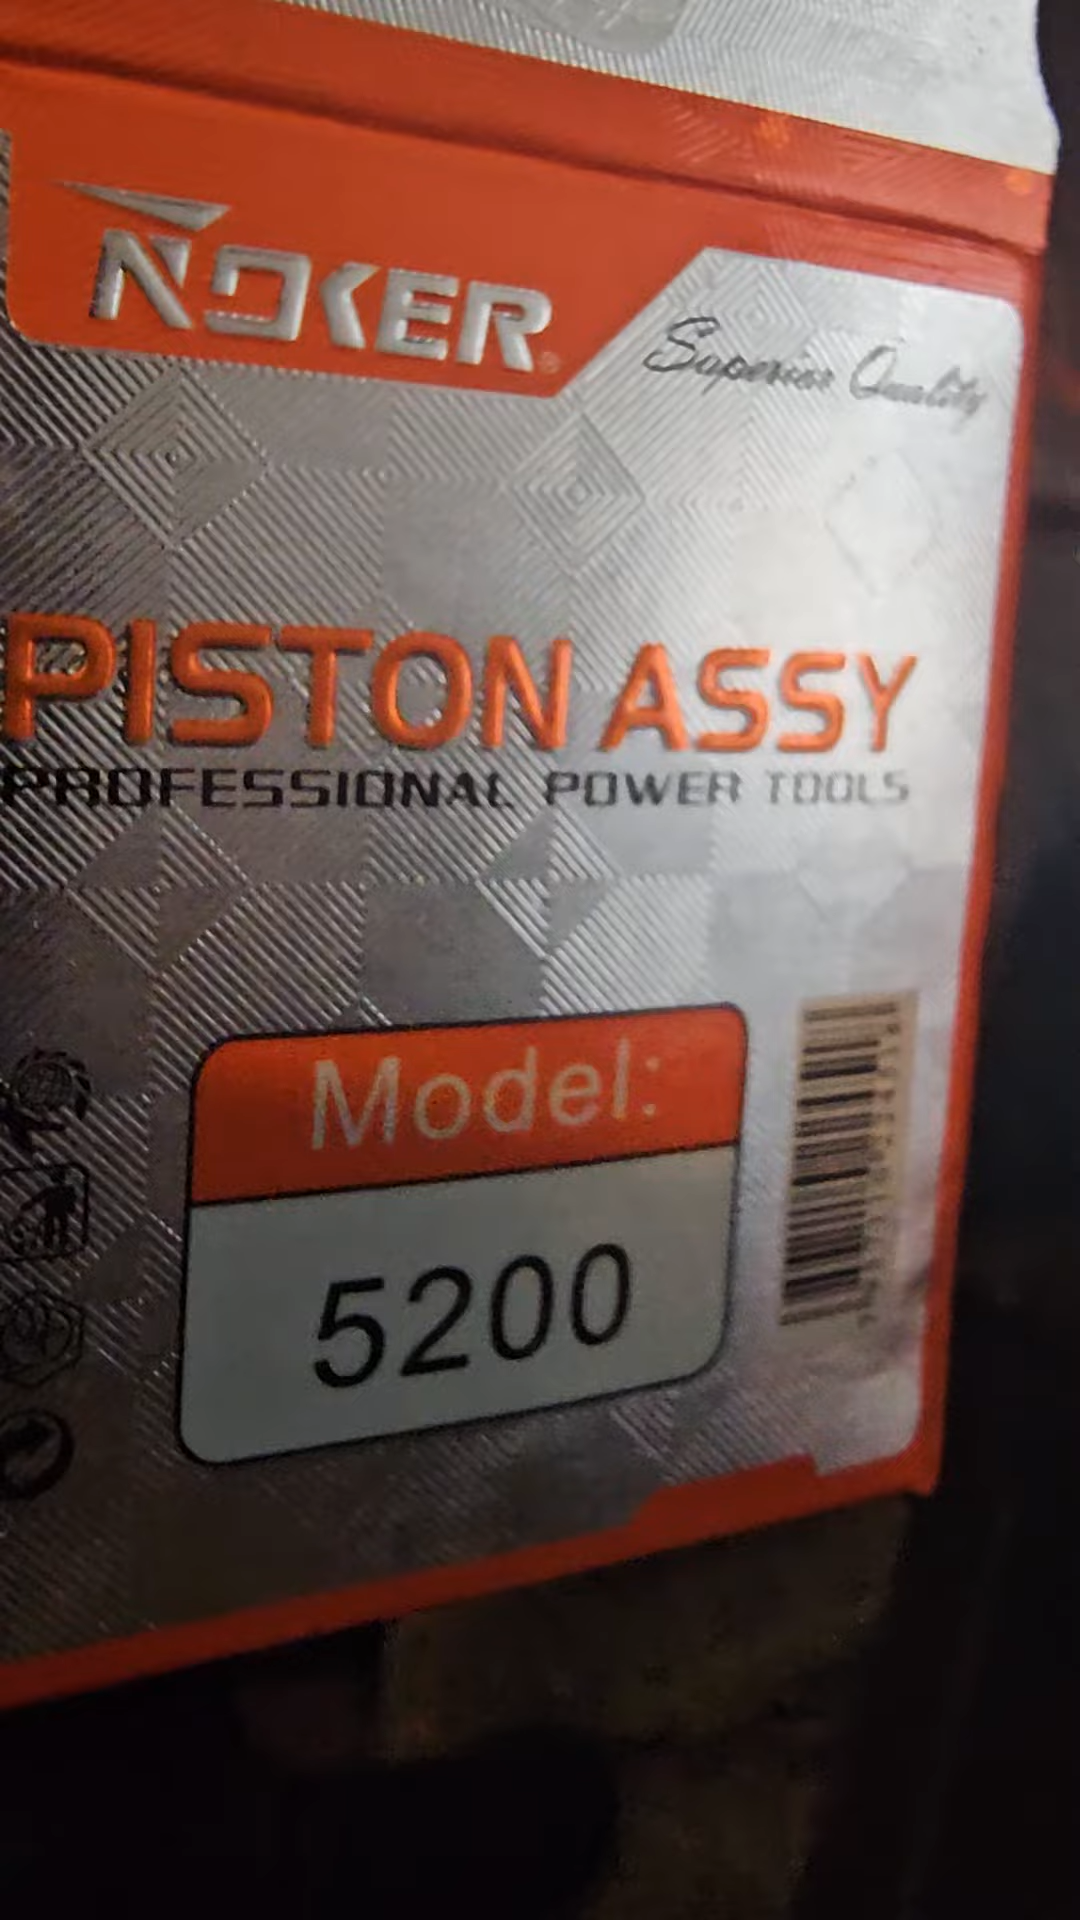 NOKER
Superior Quality
PISTON ASSY
PROFESSIONAL POWER TOOLS
Model:
5200